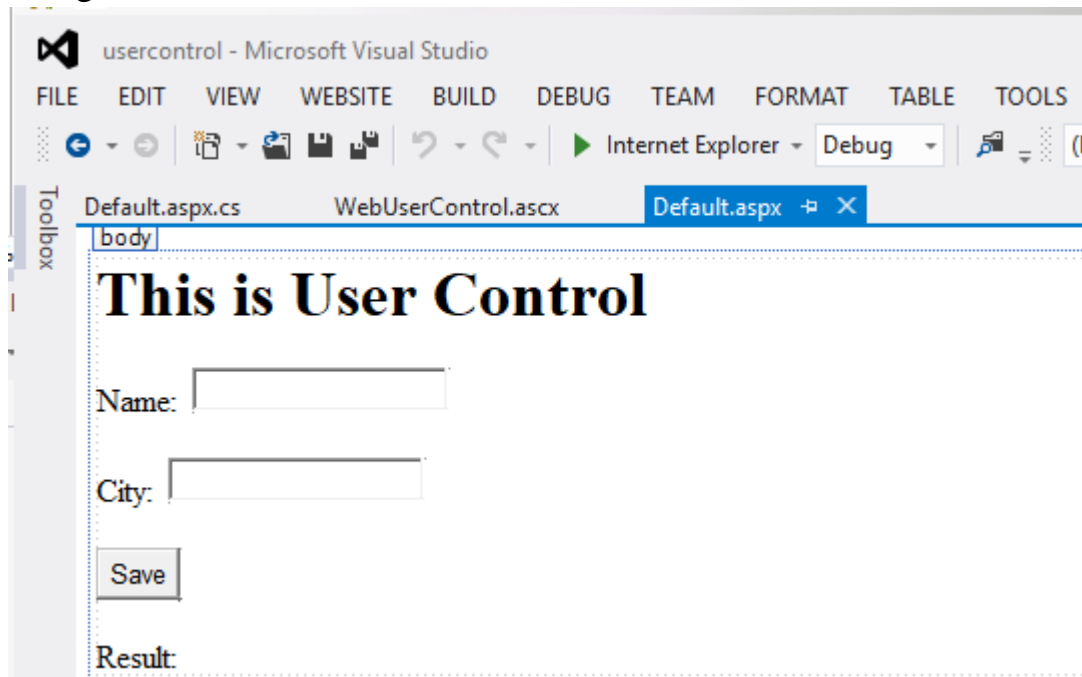 usercontrol - Microsoft Visual Studio
FILE EDIT VIEW WEBSITE BUILD DEBUG TEAM FORMAT TABLE TOOLS
Internet Explorer Debug
Toolbox
Default.aspx.cs WebUserControl.ascx Default.aspx
body
This is User Control
Name:
City:
Save
Result: